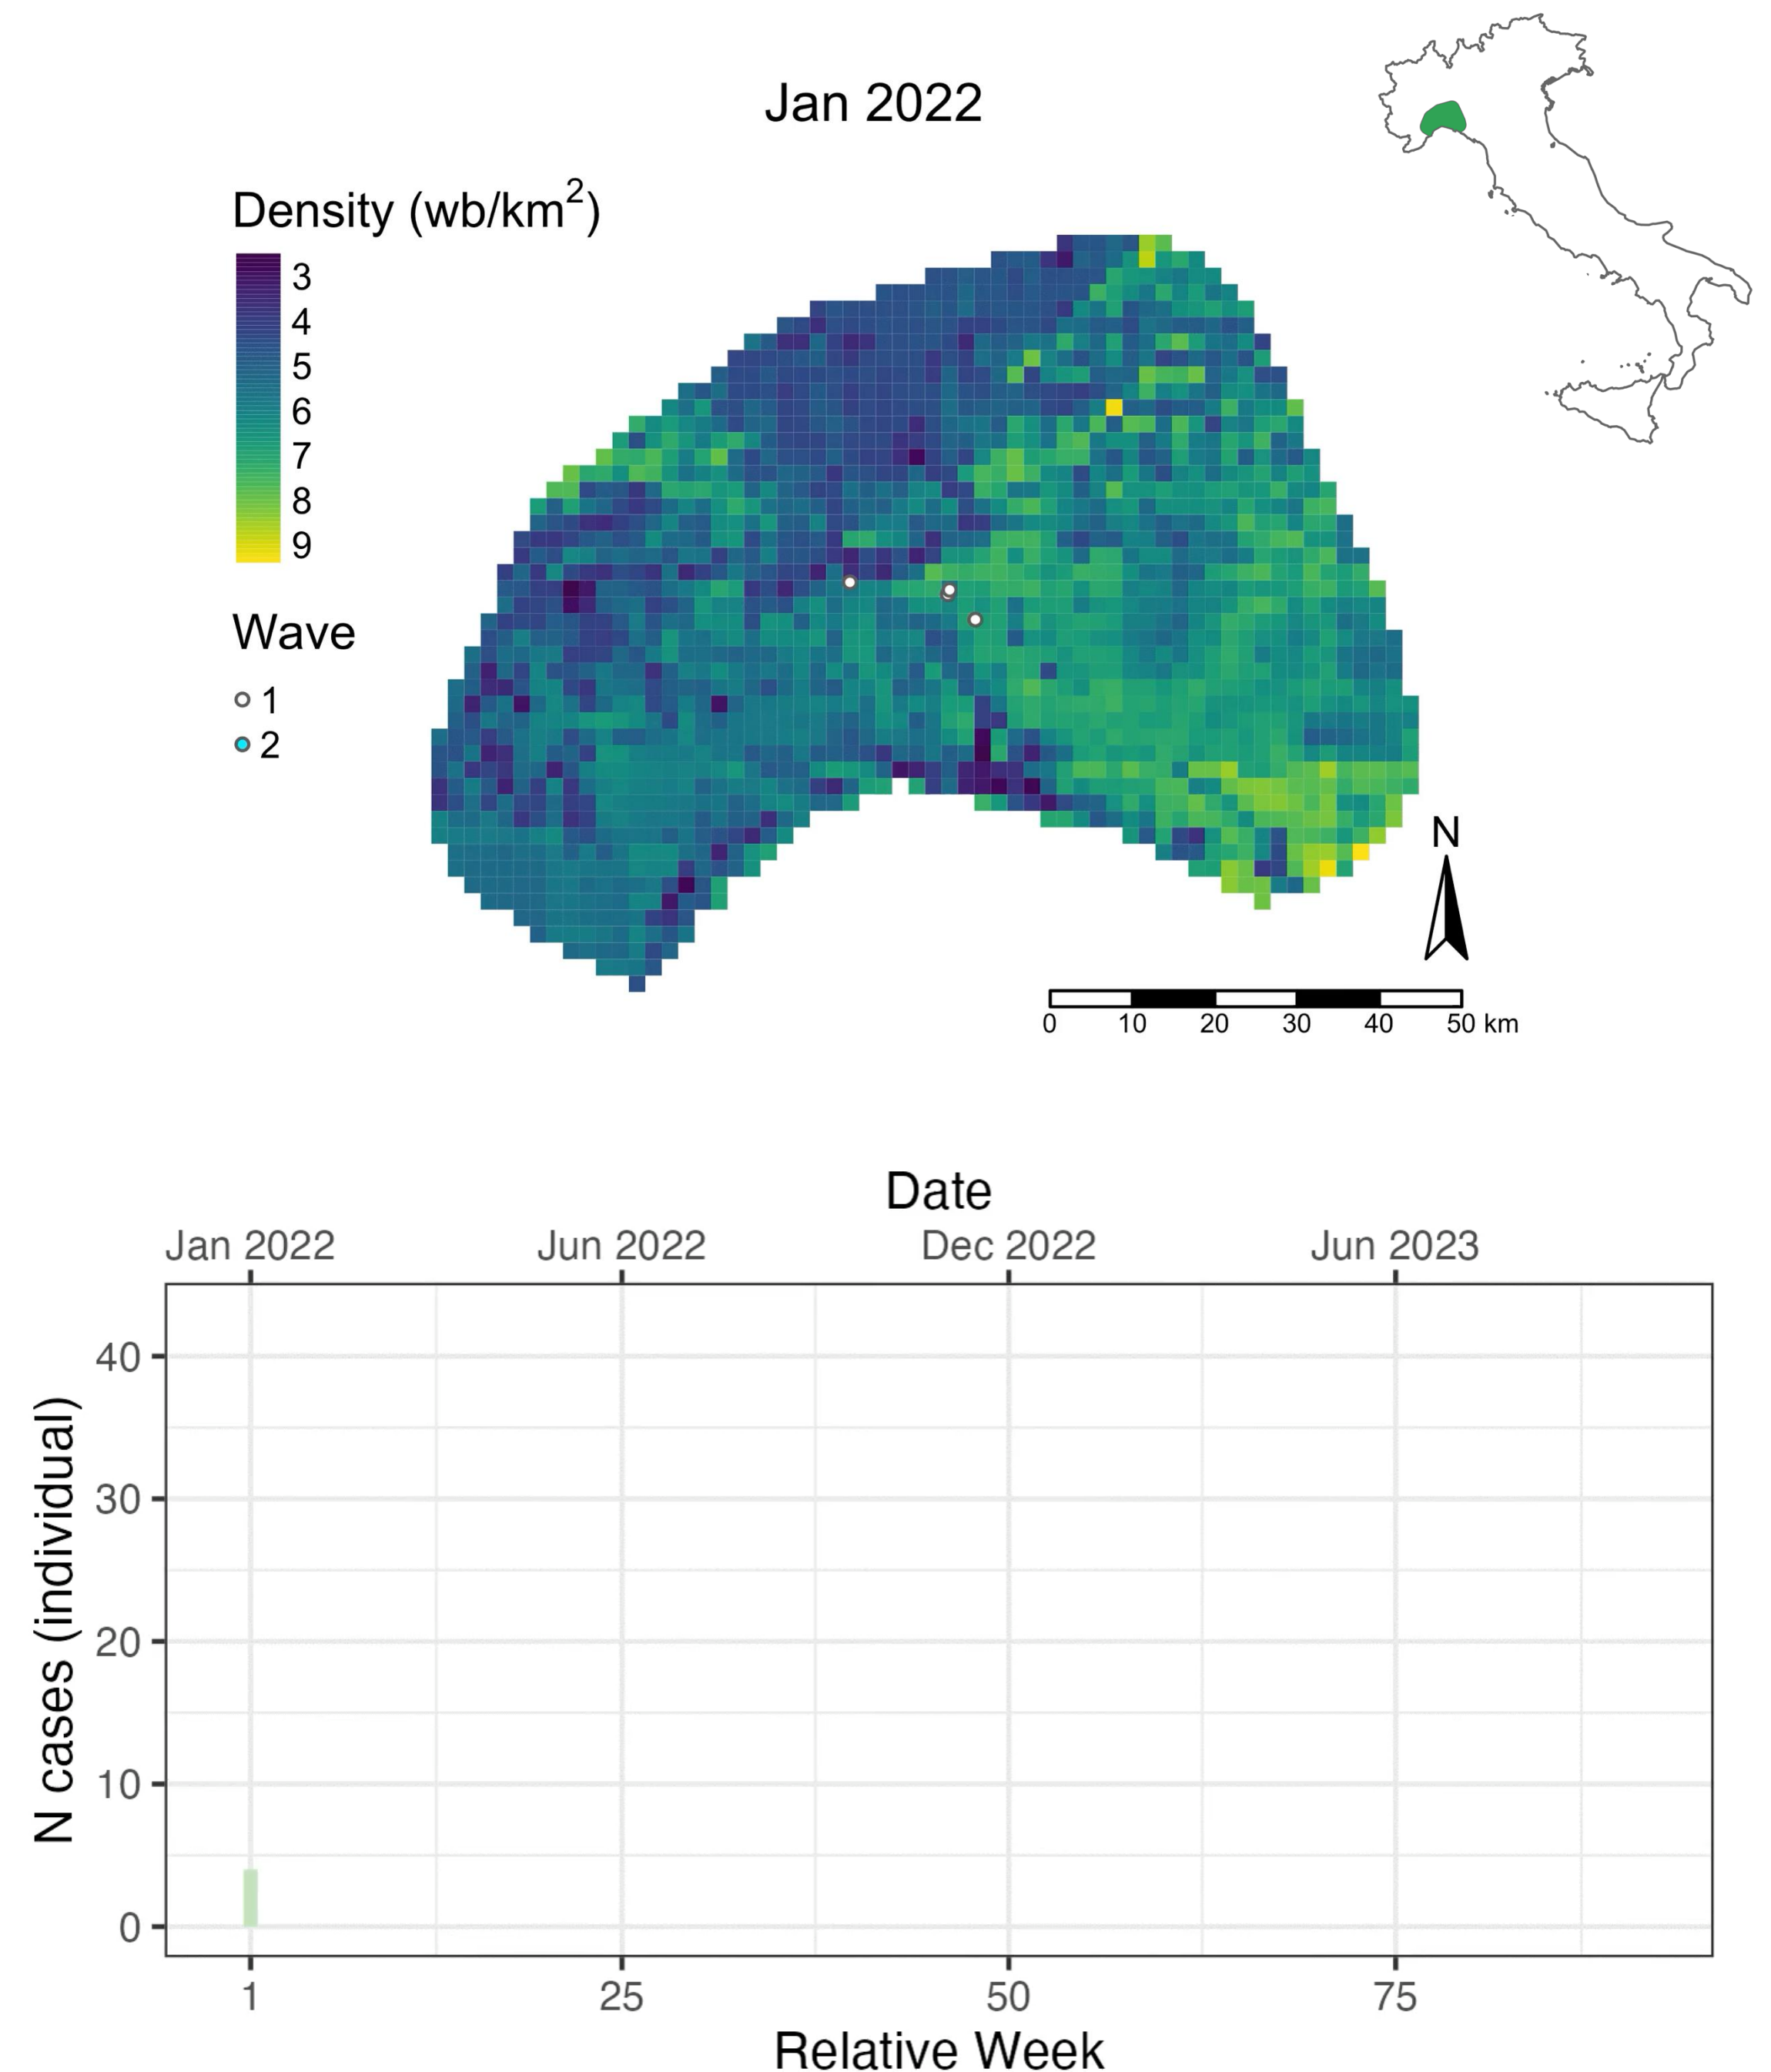 Jan 2022
Density (wb/km²)
3
4
5
6
7
8
9
Wave
1
2
N
0 10 20 30 40 50 km
Date
Jan 2022 Jun 2022 Dec 2022 Jun 2023
N cases (individual)
40
30
20
10
0
1 25 50 75
Relative Week